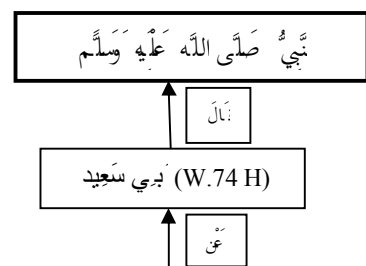 نَّبِيُّ صَلَّى اللَّه عَلَيْهِ وَسَلَّم
قَالَ
بِي سَعِيد (W.74 H)
عَنْ